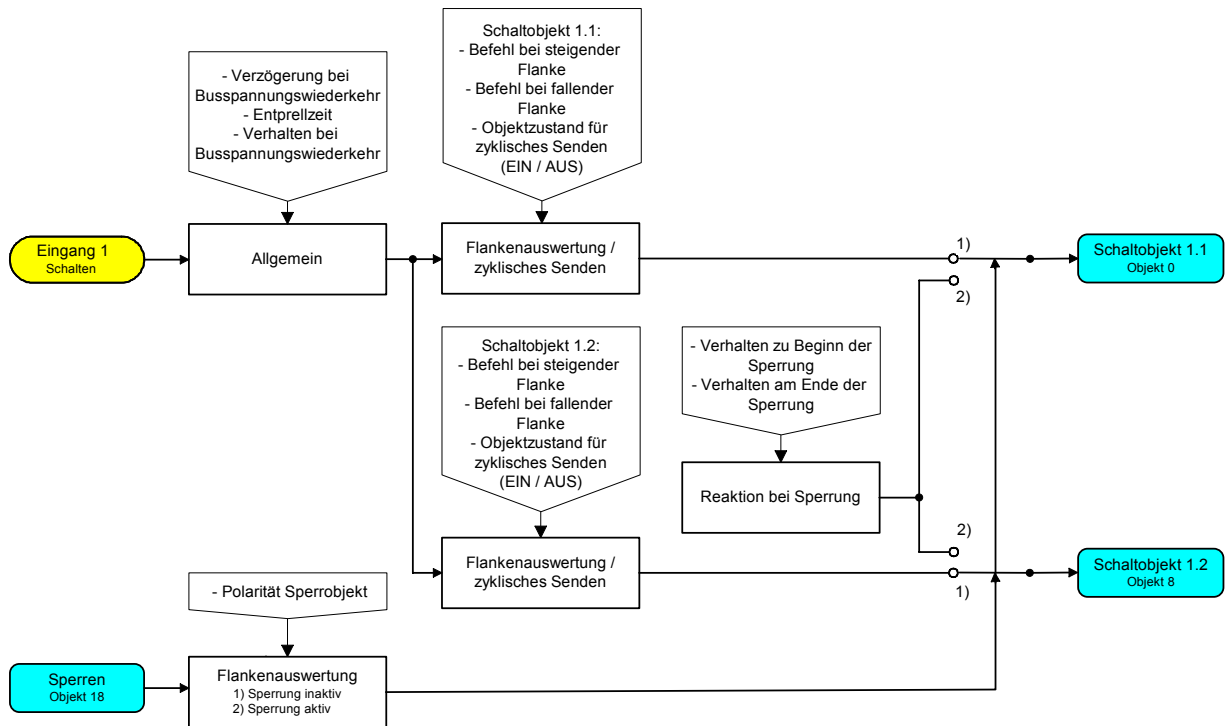 Schaltobjekt 1.1:
- Befehl bei steigender
Flanke
- Befehl bei fallender
Flanke
- Objektzustand für
zyklisches Senden
(EIN / AUS)
- Verzögerung bei
Busspannungswiederkehr
- Entprellzeit
- Verhalten bei
Busspannungswiederkehr
Eingang 1
Schalten
Allgemein
Flankenauswertung /
zyklisches Senden
1)
2)
Schaltobjekt 1.1
Objekt 0
Schaltobjekt 1.2:
- Befehl bei steigender
Flanke
- Befehl bei fallender
Flanke
- Objektzustand für
zyklisches Senden
(EIN / AUS)
- Verhalten zu Beginn der
Sperrung
- Verhalten am Ende der
Sperrung
Reaktion bei Sperrung
Flankenauswertung /
zyklisches Senden
2)
1)
Schaltobjekt 1.2
Objekt 8
- Polarität Sperrobjekt
Sperren
Objekt 18
Flankenauswertung
1) Sperrung inaktiv
2) Sperrung aktiv